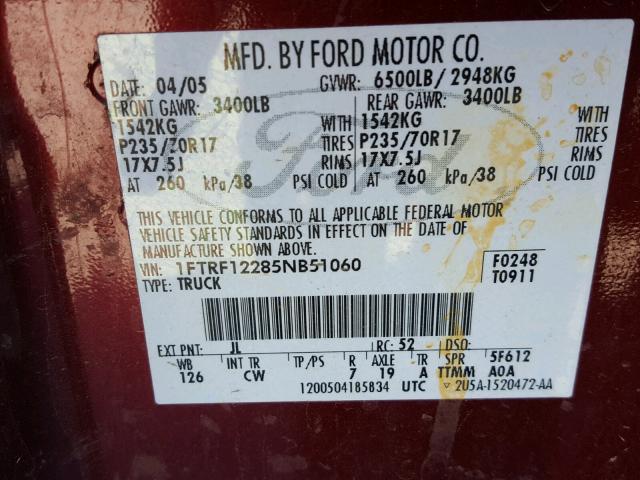 MFD. BY FORD MOTOR CO.
DATE: 04/05 GVWR: 6500LB/ 2948KG
FRONT GAWR: 3400LB REAR GAWR: 3400LB
1542KG WITH 1542KG WITH
P235/70R17 TIRES P235/70R17 TIRES
17X7.5J RIMS 17X7.5J RIMS
AT 260 kPa/38 PSI COLD AT 260 kPa/38 PSI COLD
Ford
THIS VEHICLE CONFORMS TO ALL APPLICABLE FEDERAL MOTOR
VEHICLE SAFETY STANDARDS IN EFFECT ON THE DATE OF
MANUFACTURE SHOWN ABOVE.
VIN: 1FTRF12285NB51060 F0248
TYPE: TRUCK T0911
EXT PNT: JL RC: 52 DSO:
WB INT TR TP/PS R AXLE TR SPR 5F612
126 CW 7 19 A TTMM A0A
1200504185834 UTC ▽2U5A-1520472-AA